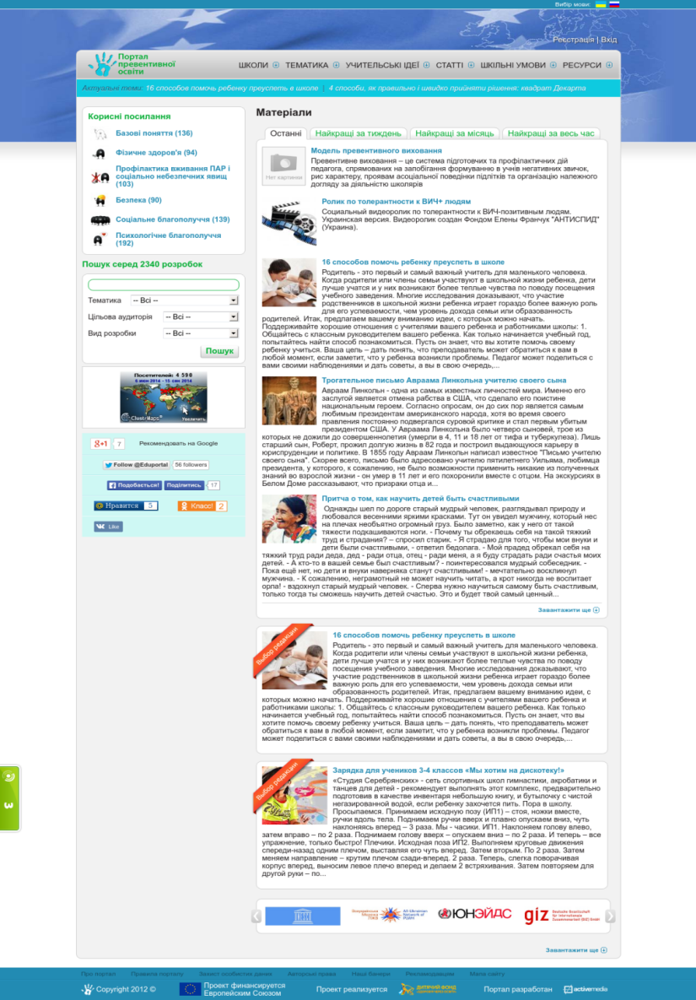 Вибір мови:
Реєстрація | Вхід
Портал
превентивної
освіти
ШКОЛИ ТЕМАТИКА УЧИТЕЛЬСЬКІ ІДЕЇ СТАТТІ ШКІЛЬНІ УМОВИ РЕСУРСИ
Актуальні теми: 16 способов помочь ребенку преуспеть в школе | 4 способи, як правильно і швидко прийняти рішення: квадрат Декарта
Корисні посилання
Базові поняття (136)
Фізичне здоров'я (94)
Профілактика вживання ПАР і
соціально небезпечних явищ
(103)
Безпека (90)
Соціальне благополуччя (139)
Психологічне благополуччя
(192)
Пошук серед 2340 розробок
Тематика -- Всі --
Цільова аудиторія -- Всі --
Вид розробки -- Всі --
Пошук
Посетителей: 4 590
6 июн 2014 - 15 сен 2014
ClustrMaps Увеличить
g+1 7 Рекомендовать на Google
Follow @Eduportal 56 followers
Подобається! Поділитись 17
Нравится 5 Класс! 2
Like
Матеріали
Останні Найкращі за тиждень Найкращі за місяць Найкращі за весь час
Нет картинки
Модель превентивного виховання
Превентивне виховання – це система підготовчих та профілактичних дій
педагога, спрямованих на запобігання формуванню в учнів негативних звичок,
рис характеру, проявам асоціальної поведінки підлітків та організацію належного
догляду за діяльністю школярів
Ролик по толерантности к ВИЧ+ людям
Социальный видеоролик по толерантности к ВИЧ-позитивным людям.
Украинская версия. Видеоролик создан Фондом Елены Франчук "АНТИСПИД"
(Украина).
16 способов помочь ребенку преуспеть в школе
Родитель - это первый и самый важный учитель для маленького человека.
Когда родители или члены семьи участвуют в школьной жизни ребенка, дети
лучше учатся и у них возникают более теплые чувства по поводу посещения
учебного заведения. Многие исследования доказывают, что участие
родственников в школьной жизни ребенка играет гораздо более важную роль
для его успеваемости, чем уровень дохода семьи или образованность
родителей. Итак, предлагаем вашему вниманию идеи, с которых можно начать.
Поддерживайте хорошие отношения с учителями вашего ребенка и работниками школы: 1.
Общайтесь с классным руководителем вашего ребенка. Как только начинается учебный год,
попытайтесь найти способ познакомиться. Пусть он знает, что вы хотите помочь своему
ребенку учиться. Ваша цель – дать понять, что преподаватель может обратиться к вам в
любой момент, если заметит, что у ребенка возникли проблемы. Педагог может поделиться с
вами своими наблюдениями и дать советы, а вы в свою очередь,...
Трогательное письмо Авраама Линкольна учителю своего сына
Авраам Линкольн - одна из самых известных личностей мира. Именно его
заслугой является отмена рабства в США, что сделало его поистине
национальным героем. Согласно опросам, он до сих пор является самым
любимым президентам американского народа, хотя во время своего
правления постоянно подвергался суровой критике и стал первым убитым
президентом США. У Авраама Линкольна было четверо сыновей, трое из
которых не дожили до совершеннолетия (умерли в 4, 11 и 18 лет от тифа и туберкулеза). Лишь
старший сын, Роберт, прожил долгую жизнь в 82 года и построил выдающуюся карьеру в
юриспруденции и политике. В 1855 году Авраам Линкольн написал известное "Письмо учителю
своего сына". Скорее всего, письмо было адресовано учителю пятилетнего Уильяма, любимца
президента, у которого, к сожалению, не было возможности применить никакие из полученных
знаний во взрослой жизни - он умер в 11 лет и его похоронили вместе с отцом. На экскурсиях в
Белом Доме рассказывают, что призраки отца и...
Притча о том, как научить детей быть счастливыми
Однажды шел по дороге старый мудрый человек, разглядывал природу и
любовался весенними яркими красками. Тут он увидел мужчину, который нес
на плечах необъятно огромный груз. Было заметно, как у него от такой
тяжести подкашиваются ноги. - Почему ты обрекаешь себя на такой тяжкий
труд и страдания? – спросил старик. - Я страдаю для того, чтобы мои внуки и
дети были счастливыми, - ответил бедолага. - Мой прадед обрекал себя на
тяжкий труд ради деда, дед - ради отца, отец - ради меня, а я буду страдать ради счастья моих
детей. - А кто-то в вашей семье был счастливым? - поинтересовался мудрый собеседник. -
Пока ещё нет, но дети и внуки наверняка станут счастливыми! - мечтательно воскликнул
мужчина. - К сожалению, неграмотный не может научить читать, а крот никогда не воспитает
орла! - вздохнул старый мудрый человек. - Сперва нужно научиться самому быть счастливым,
только тогда ты сможешь научить детей счастью. Это и будет твой самый ценный...
Завантажити ще
Выбор редакции
16 способов помочь ребенку преуспеть в школе
Родитель - это первый и самый важный учитель для маленького человека.
Когда родители или члены семьи участвуют в школьной жизни ребенка,
дети лучше учатся и у них возникают более теплые чувства по поводу
посещения учебного заведения. Многие исследования доказывают, что
участие родственников в школьной жизни ребенка играет гораздо более
важную роль для его успеваемости, чем уровень дохода семьи или
образованность родителей. Итак, предлагаем вашему вниманию идеи, с
которых можно начать. Поддерживайте хорошие отношения с учителями вашего ребенка и
работниками школы: 1. Общайтесь с классным руководителем вашего ребенка. Как только
начинается учебный год, попытайтесь найти способ познакомиться. Пусть он знает, что вы
хотите помочь своему ребенку учиться. Ваша цель – дать понять, что преподаватель может
обратиться к вам в любой момент, если заметит, что у ребенка возникли проблемы. Педагог
может поделиться с вами своими наблюдениями и дать советы, а вы в свою очередь,...
Выбор редакции
Зарядка для учеников 3-4 классов «Мы хотим на дискотеку!»
«Студия Серебрянских» - сеть спортивных школ гимнастики, акробатики и
танцев для детей - рекомендует выполнять этот комплекс, предварительно
подготовив в качестве инвентаря небольшую книгу, и бутылочку с чистой
негазированной водой, если ребенку захочется пить. Пора в школу.
Просыпаемся. Принимаем исходную позу (ИП1) – стоя, ножки вместе,
ручки вдоль тела. Поднимаем ручки вверх и плавно опускаем вниз, чуть
наклоняясь вперед – 3 раза. Мы - часики. ИП1. Наклоняем голову влево,
затем вправо – по 2 раза. Поднимаем голову вверх – опускаем вниз – по 2 раза. И теперь – все
упражнение, только быстро! Плечики. Исходная поза ИП2. Выполняем круговые движения
спереди-назад одним плечом, выставляя его чуть вперед. Затем вторым. По 2 раза. Затем
меняем направление – крутим плечом сзади-вперед. 2 раза. Теперь, слегка поворачивая
корпус вперед, выносим левое плечо вперед и делаем 2 встряхивания. Затем повторяем для
другой руки – по...
All-Ukrainian
Network of
PLWH
ЮНЭЙДС
giz Deutsche Gesellschaft
für Internationale
Zusammenarbeit (GIZ) GmbH
Завантажити ще
Про портал Правила порталу Захист особистих даних Авторські права Наші банери Рекламодавцям Мапа сайту
Copyright 2012 © Проект финансируется
Европейским Союзом Проект реализуется ДИТЯЧИЙ ФОНД Портал разработан activemedia